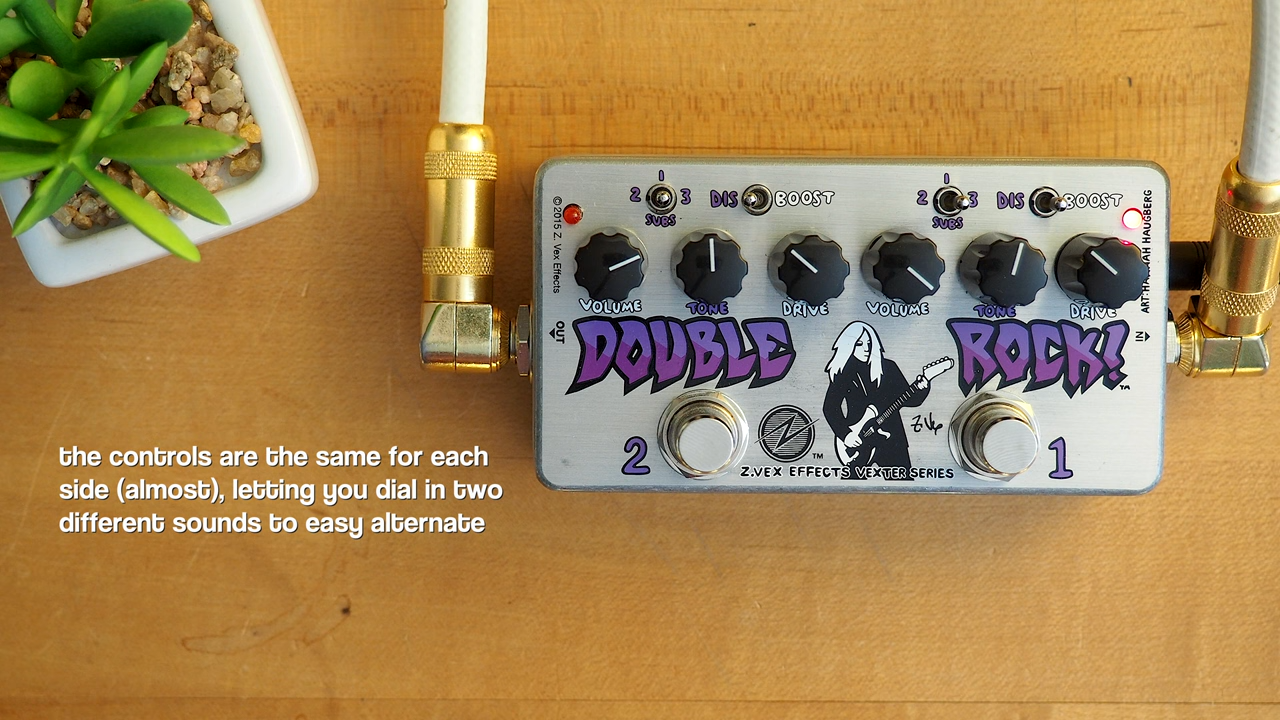 1
2 3 DIS BOOST
SUBS
1
2 3 DIS BOOST
SUBS
© 2015 Z. Vex Effects
VOLUME TONE DRIVE VOLUME TONE DRIVE
OUT
DOUBLE ROCK!™
IN
2
™
1
Z.VEX EFFECTS VEXTER SERIES
the controls are the same for each
side (almost), letting you dial in two
different sounds to easy alternate